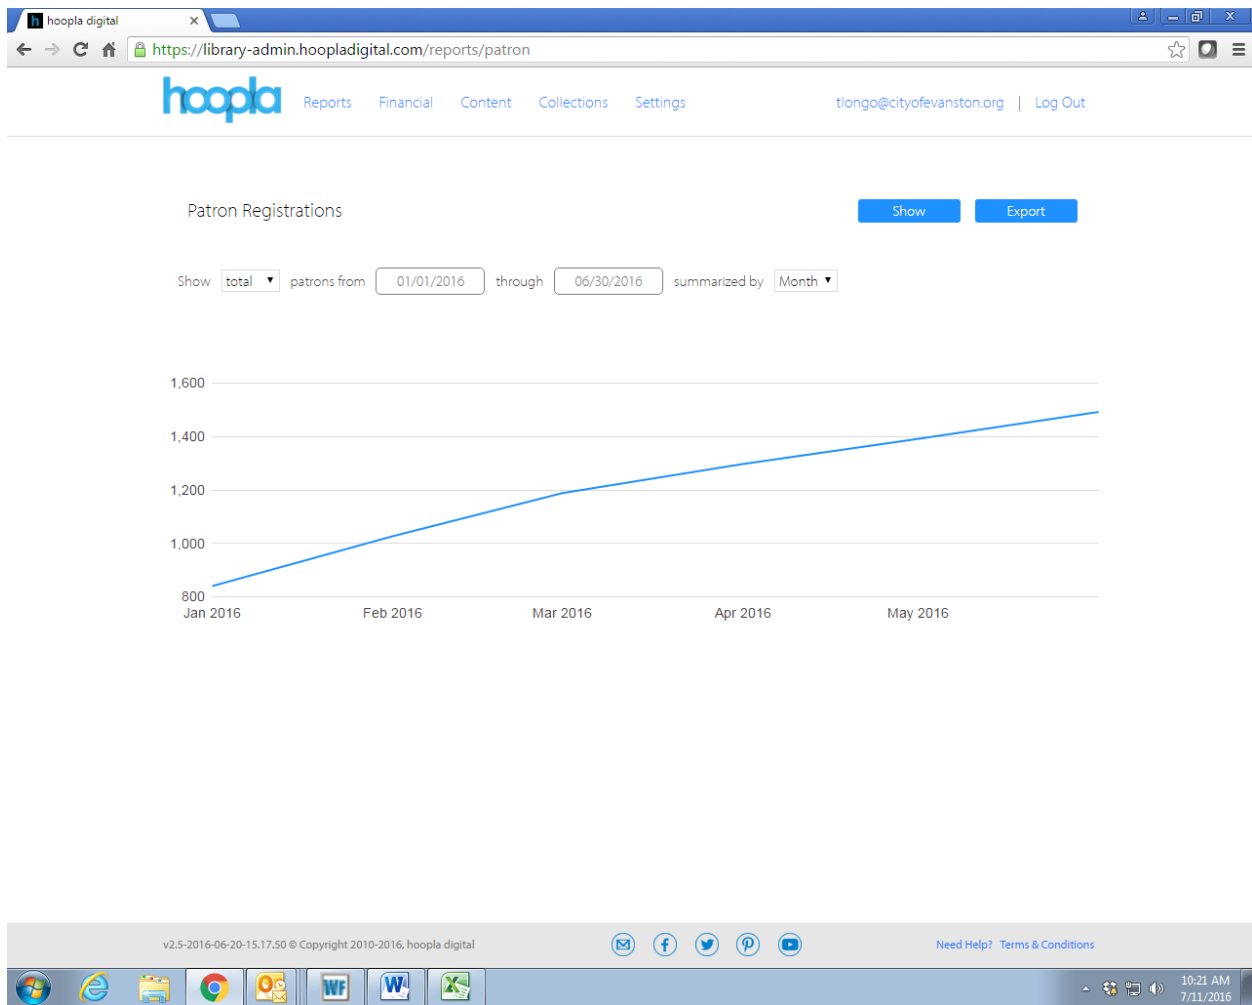 hoopla digital
https://library-admin.hoopladigital.com/reports/patron
hoopla Reports Financial Content Collections Settings tlongo@cityofevanston.org | Log Out
Patron Registrations Show Export
Show total patrons from 01/01/2016 through 06/30/2016 summarized by Month
1,600
1,400
1,200
1,000
800
Jan 2016 Feb 2016 Mar 2016 Apr 2016 May 2016
v2.5-2016-06-20-15.17.50 © Copyright 2010-2016, hoopla digital Need Help? Terms & Conditions
WF
10:21 AM
7/11/2016